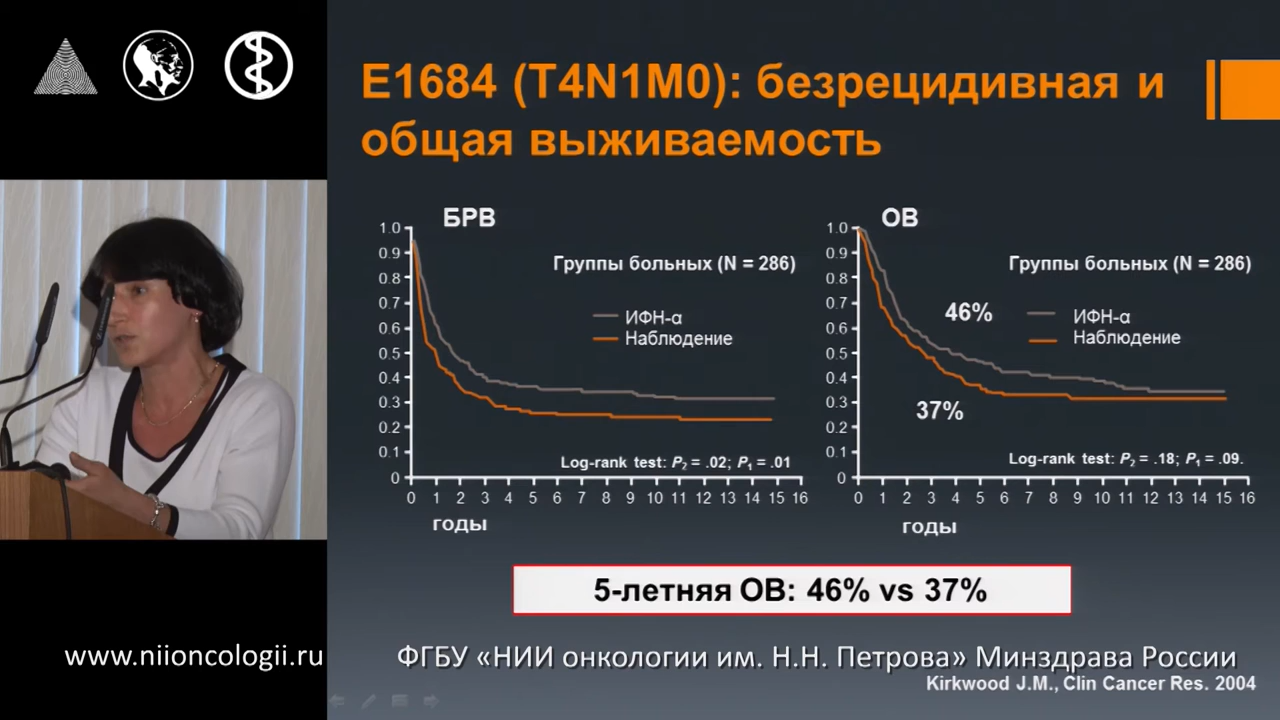 E1684 (T4N1M0): безрецидивная и
общая выживаемость
БРВ
1.0
0.9
0.8
0.7
0.6
0.5
0.4
0.3
0.2
0.1
0
Группы больных (N = 286)
ИФН-α
Наблюдение
Log-rank test: P2 = .02; P1 = .01
0 1 2 3 4 5 6 7 8 9 10 11 12 13 14 15 16
годы
ОВ
1.0
0.9
0.8
0.7
0.6
0.5
0.4
0.3
0.2
0.1
0
Группы больных (N = 286)
46%
ИФН-α
Наблюдение
37%
Log-rank test: P2 = .18; P1 = .09.
0 1 2 3 4 5 6 7 8 9 10 11 12 13 14 15 16
годы
5-летняя ОВ: 46% vs 37%
www.niioncologii.ru
ФГБУ «НИИ онкологии им. Н.Н. Петрова» Минздрава России
Kirkwood J.M., Clin Cancer Res. 2004